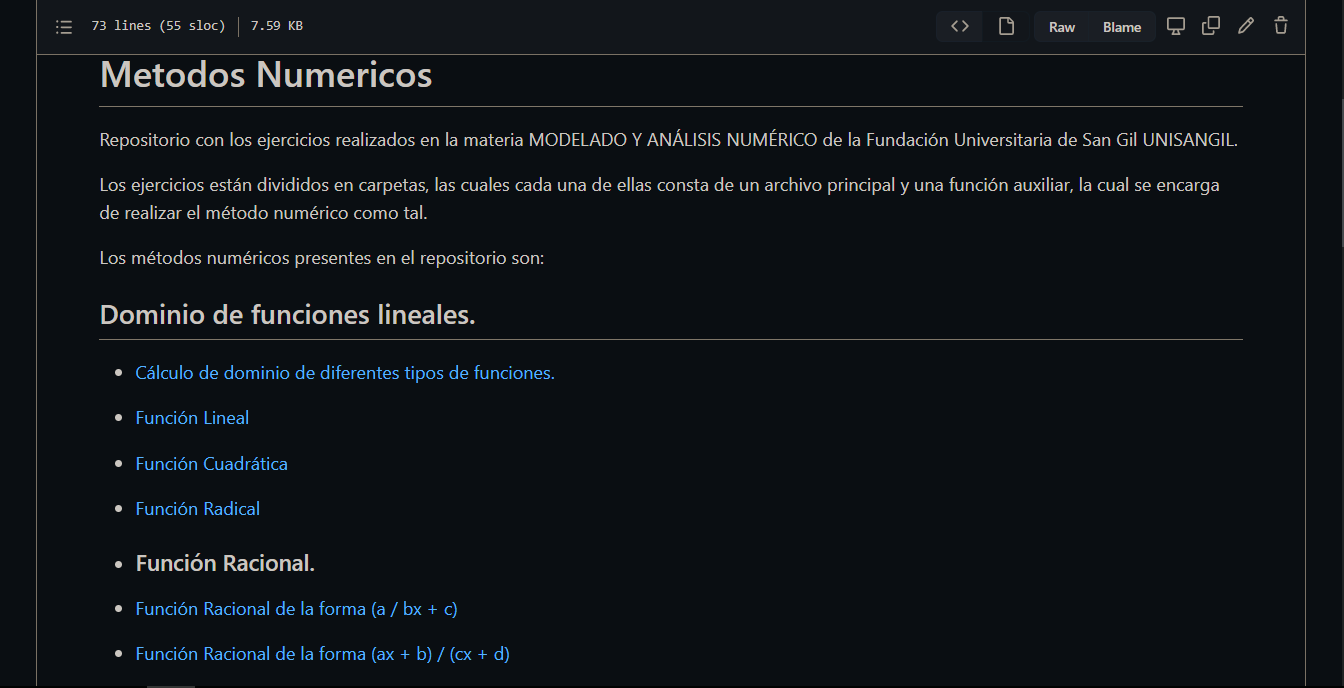 73 lines (55 sloc) 7.59 KB Raw Blame
Metodos Numericos
Repositorio con los ejercicios realizados en la materia MODELADO Y ANÁLISIS NUMÉRICO de la Fundación Universitaria de San Gil UNISANGIL.
Los ejercicios están divididos en carpetas, las cuales cada una de ellas consta de un archivo principal y una función auxiliar, la cual se encarga
de realizar el método numérico como tal.
Los métodos numéricos presentes en el repositorio son:
Dominio de funciones lineales.
Cálculo de dominio de diferentes tipos de funciones.
Función Lineal
Función Cuadrática
Función Radical
Función Racional.
Función Racional de la forma (a / bx + c)
Función Racional de la forma (ax + b) / (cx + d)